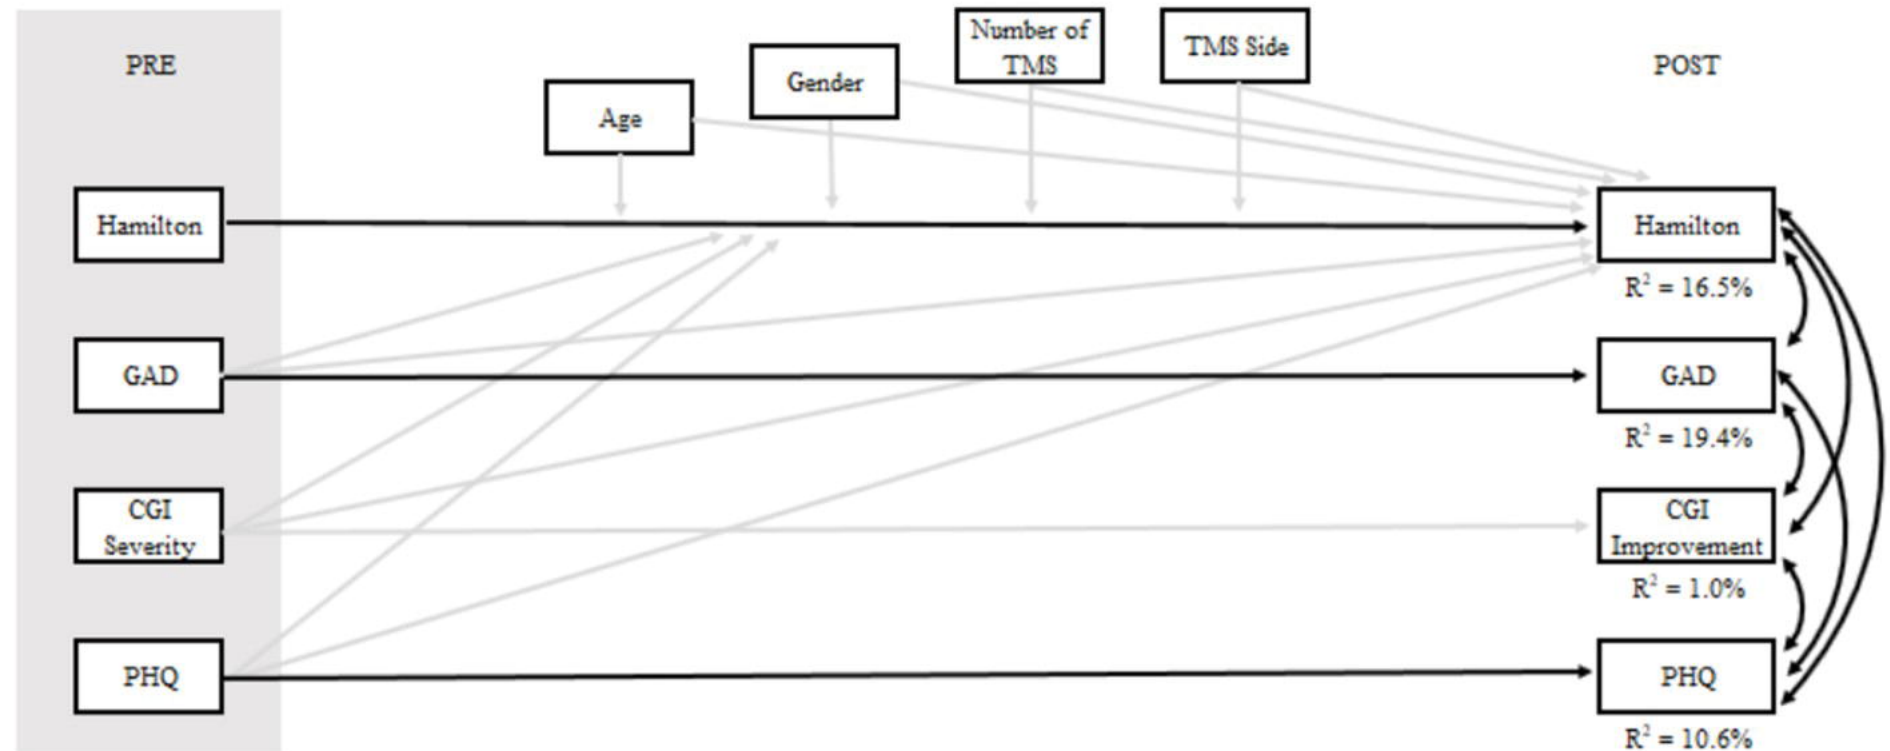 PRE
Age
Gender
Number of
TMS
TMS Side
POST
Hamilton
Hamilton
R² = 16.5%
GAD
GAD
R² = 19.4%
CGI
Severity
CGI
Improvement
R² = 1.0%
PHQ
PHQ
R² = 10.6%